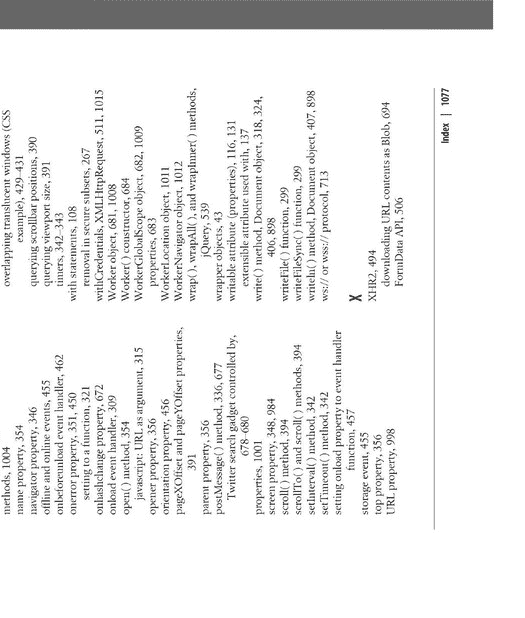 methods, 1004
name property, 354
navigator property, 346
offline and online events, 455
onbeforeunload event handler, 462
onerror property, 351, 450
setting to a function, 321
onhashchange property, 672
onload event handler, 309
open( ) method, 354
javascript: URL as argument, 315
opener property, 356
orientation property, 456
pageXOffset and pageYOffset properties,
391
parent property, 356
postMessage( ) method, 336, 677
Twitter search gadget controlled by,
678–680
properties, 1001
screen property, 348, 984
scroll( ) method, 394
scrollTo( ) and scroll( ) methods, 394
setInterval( ) method, 342
setTimeout( ) method, 342
setting onload property to event handler
function, 457
storage event, 455
top property, 356
URL property, 998
overlapping translucent windows (CSS
example), 429–431
querying scrollbar positions, 390
querying viewport size, 391
timers, 342–343
with statements, 108
removal in secure subsets, 267
withCredentials, XMLHttpRequest, 511, 1015
Worker object, 681, 1008
Worker( ) constructor, 684
WorkerGlobalScope object, 682, 1009
properties, 683
WorkerLocation object, 1011
WorkerNavigator object, 1012
wrap( ), wrapAll( ), and wrapInner( ) methods,
jQuery, 539
wrapper objects, 43
writable attribute (properties), 116, 131
extensible attribute used with, 137
write( ) method, Document object, 318, 324,
406, 898
writeFile( ) function, 299
writeFileSync( ) function, 299
writeln( ) method, Document object, 407, 898
ws:// or wss:// protocol, 713
X
XHR2, 494
downloading URL contents as Blob, 694
FormData API, 506
Index | 1077